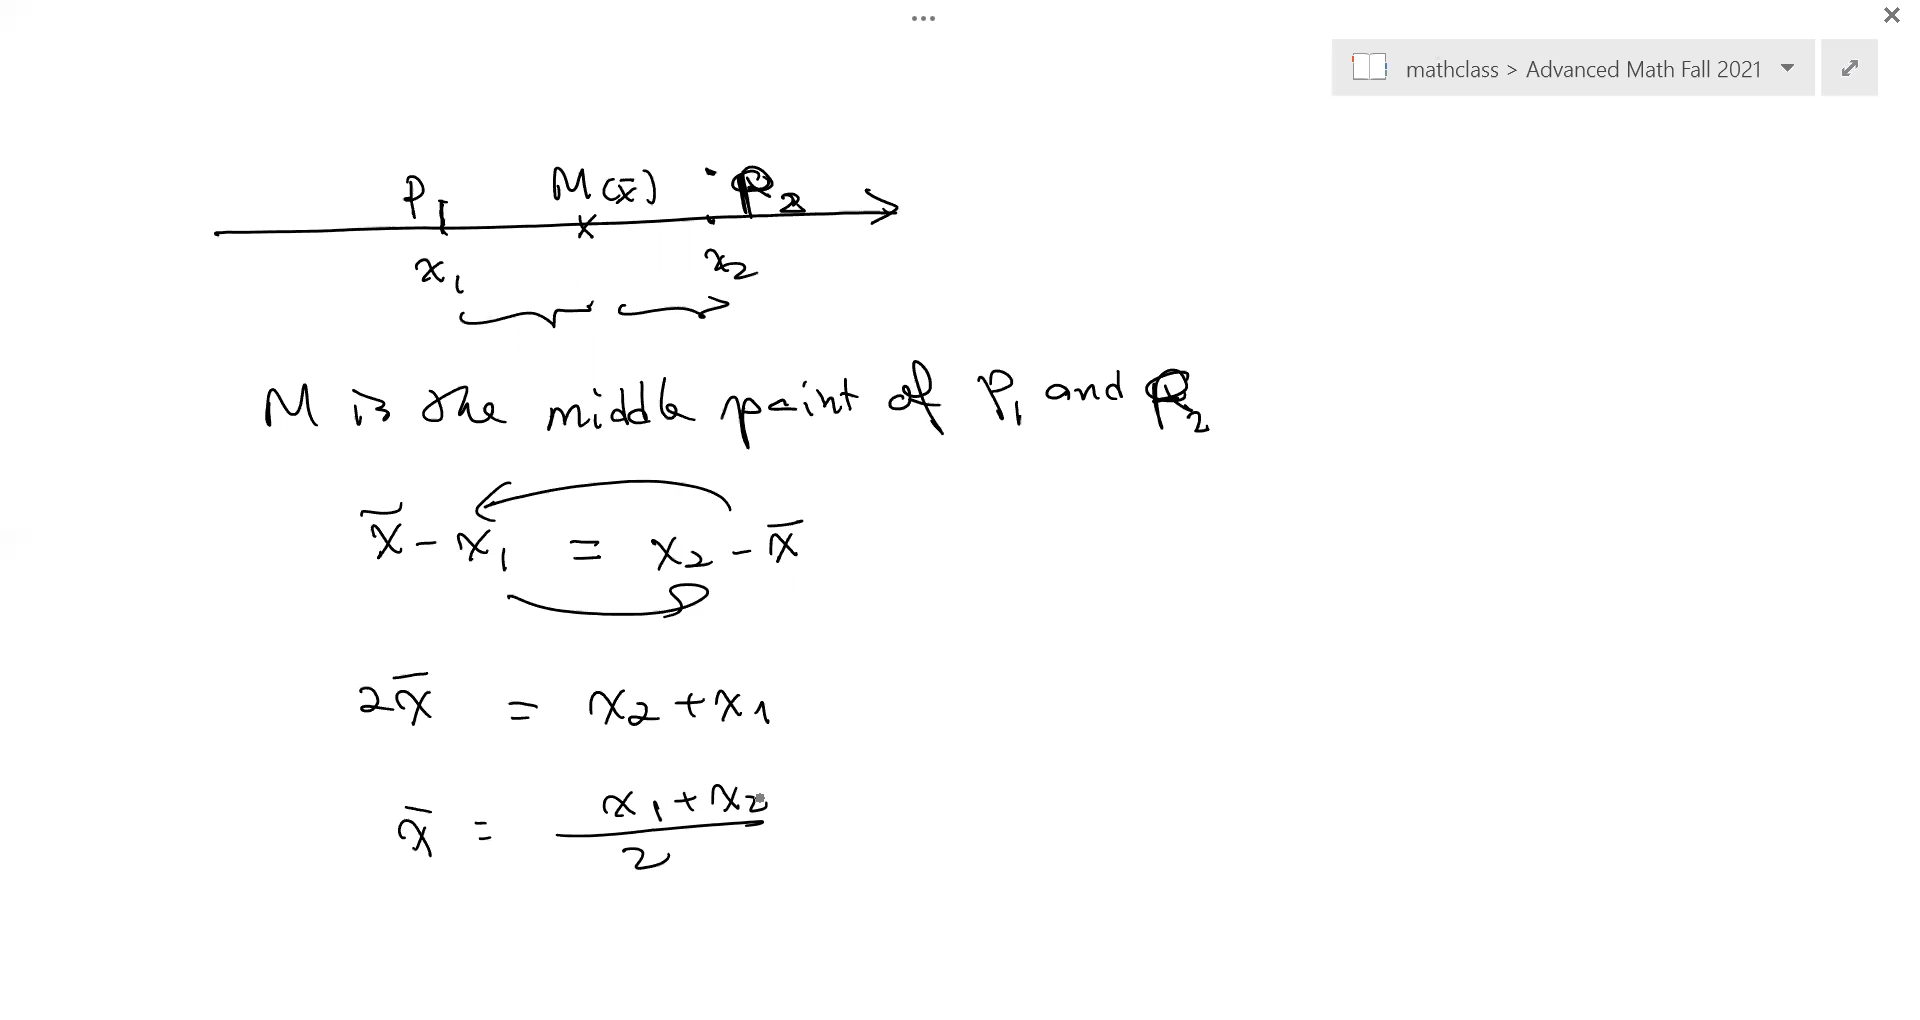 ...
mathclass > Advanced Math Fall 2021
P₁ M(x̄) P₂
x₁ x₂
M is the middle point of P₁ and P₂
x̄ - x₁ = x₂ - x̄
2x̄ = x₂ + x₁
x̄ = (x₁ + x₂)/2